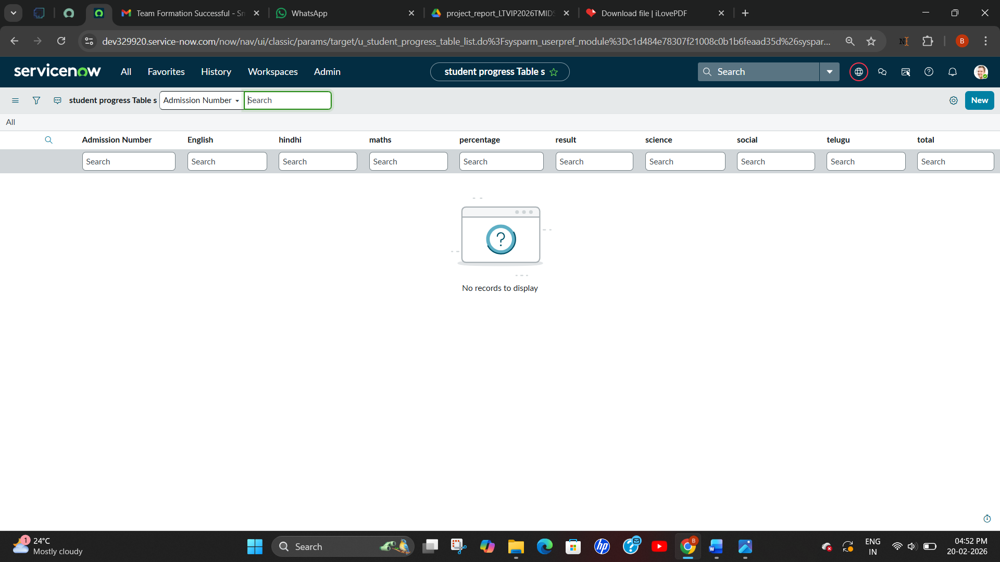 Team Formation Successful - Sn
WhatsApp
project_report_LTVIP2026TMIDS
Download file | iLovePDF
dev329920.service-now.com/now/nav/ui/classic/params/target/u_student_progress_table_list.do%3Fsysparm_userpref_module%3Dc1d484e78307f21008c0b1b6feaad35d%26syspar...
B
servicenow
All
Favorites
History
Workspaces
Admin
student progress Table s
Search
student progress Table s
Admission Number
Search
New
All
Admission Number English hindhi maths percentage result science social telugu total
Search Search Search Search Search Search Search Search Search Search
?
No records to display
1
24°C
Mostly cloudy
Search
hp
B
W
ENG
IN
04:52 PM
20-02-2026